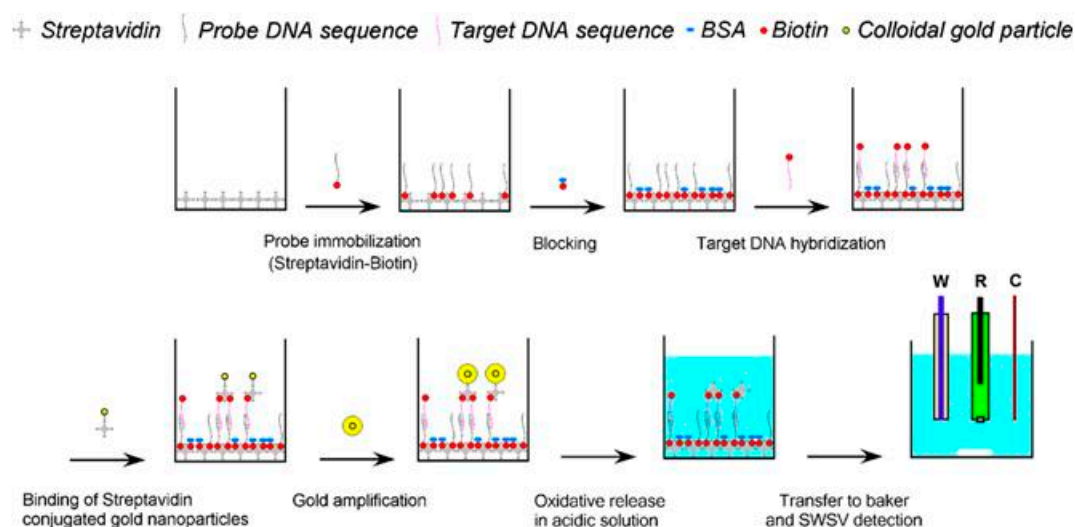 Streptavidin Probe DNA sequence Target DNA sequence BSA Biotin Colloidal gold particle
Probe immobilization
(Streptavidin-Biotin)
Blocking
Target DNA hybridization
W R C
Binding of Streptavidin
conjugated gold nanoparticles
Gold amplification
Oxidative release
in acidic solution
Transfer to baker
and SWSV detection